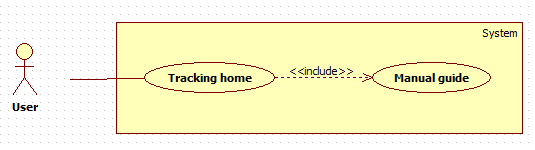 System
<<include>>
Tracking home
Manual guide
User